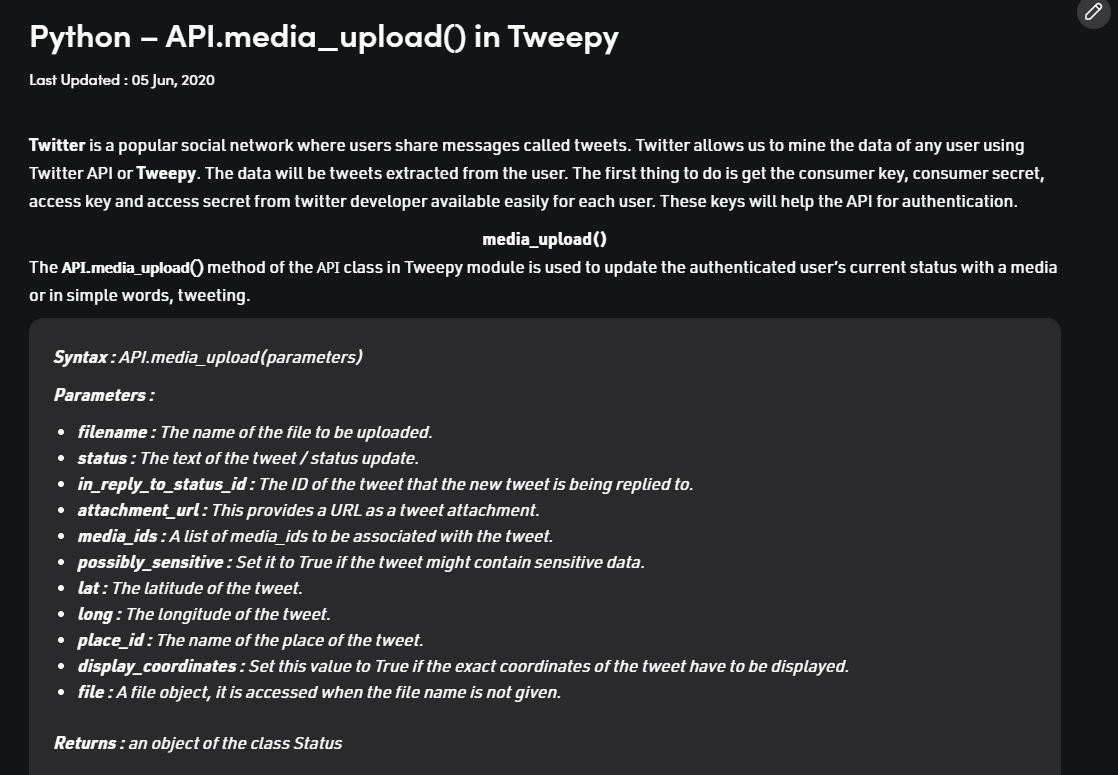 Python – API.media_upload() in Tweepy
Last Updated : 05 Jun, 2020
Twitter is a popular social network where users share messages called tweets. Twitter allows us to mine the data of any user using
Twitter API or Tweepy. The data will be tweets extracted from the user. The first thing to do is get the consumer key, consumer secret,
access key and access secret from twitter developer available easily for each user. These keys will help the API for authentication.
media_upload()
The API.media_upload() method of the API class in Tweepy module is used to update the authenticated user’s current status with a media
or in simple words, tweeting.
Syntax : API.media_upload(parameters)
Parameters :
• filename : The name of the file to be uploaded.
• status : The text of the tweet / status update.
• in_reply_to_status_id : The ID of the tweet that the new tweet is being replied to.
• attachment_url : This provides a URL as a tweet attachment.
• media_ids : A list of media_ids to be associated with the tweet.
• possibly_sensitive : Set it to True if the tweet might contain sensitive data.
• lat : The latitude of the tweet.
• long : The longitude of the tweet.
• place_id : The name of the place of the tweet.
• display_coordinates : Set this value to True if the exact coordinates of the tweet have to be displayed.
• file : A file object, it is accessed when the file name is not given.
Returns : an object of the class Status